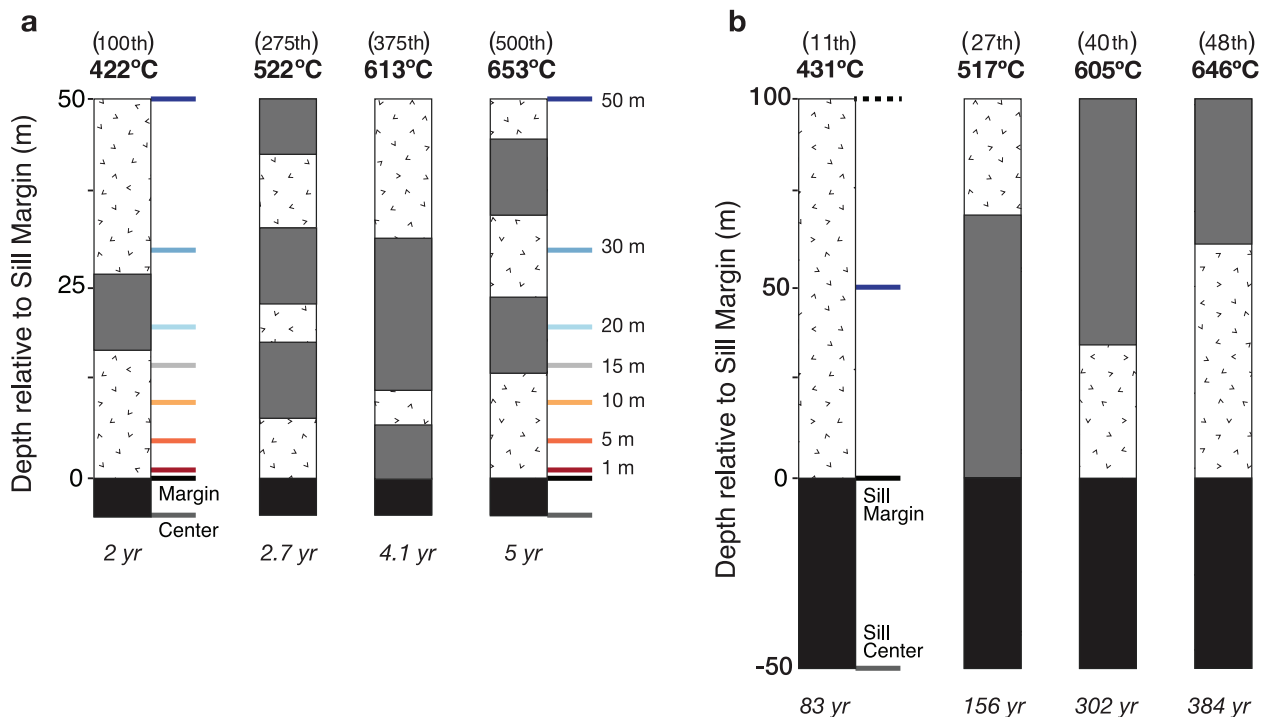 a
(100th) (275th) (375th) (500th)
422°C 522°C 613°C 653°C
Depth relative to Sill Margin (m)
50
25
0
50 m
30 m
20 m
15 m
10 m
5 m
1 m
Margin
Center
2 yr 2.7 yr 4.1 yr 5 yr
b
(11th) (27th) (40th) (48th)
431°C 517°C 605°C 646°C
Depth relative to Sill Margin (m)
100
50
0
-50
Sill
Margin
Sill
Center
83 yr 156 yr 302 yr 384 yr